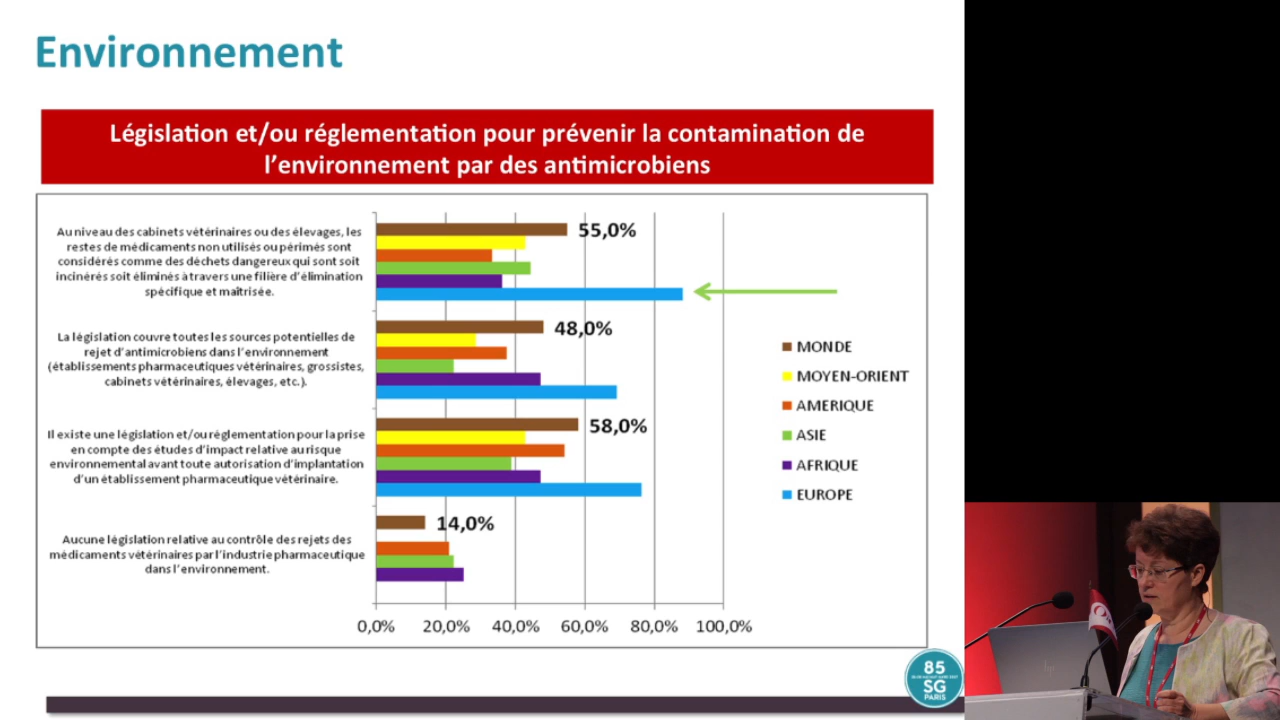 Environnement
Législation et/ou réglementation pour prévenir la contamination de
l'environnement par des antimicrobiens
Au niveau des cabinets vétérinaires ou des élevages, les
restes de médicaments non utilisés ou périmés sont
considérés comme des déchets dangereux qui sont soit
incinérés soit éliminés à travers une filière d'élimination
spécifique et maîtrisée.
55,0%
La législation couvre toutes les sources potentielles de
rejet d'antimicrobiens dans l'environnement
(établissements pharmaceutiques vétérinaires, grossistes,
cabinets vétérinaires, élevages, etc.).
48,0%
Il existe une législation et/ou réglementation pour la prise
en compte des études d'impact relative au risque
environnemental avant toute autorisation d'implantation
d'un établissement pharmaceutique vétérinaire.
58,0%
Aucune législation relative au contrôle des rejets des
médicaments vétérinaires par l'industrie pharmaceutique
dans l'environnement.
14,0%
0,0% 20,0% 40,0% 60,0% 80,0% 100,0%
MONDE
MOYEN-ORIENT
AMERIQUE
ASIE
AFRIQUE
EUROPE
85
SG
PARIS
hp